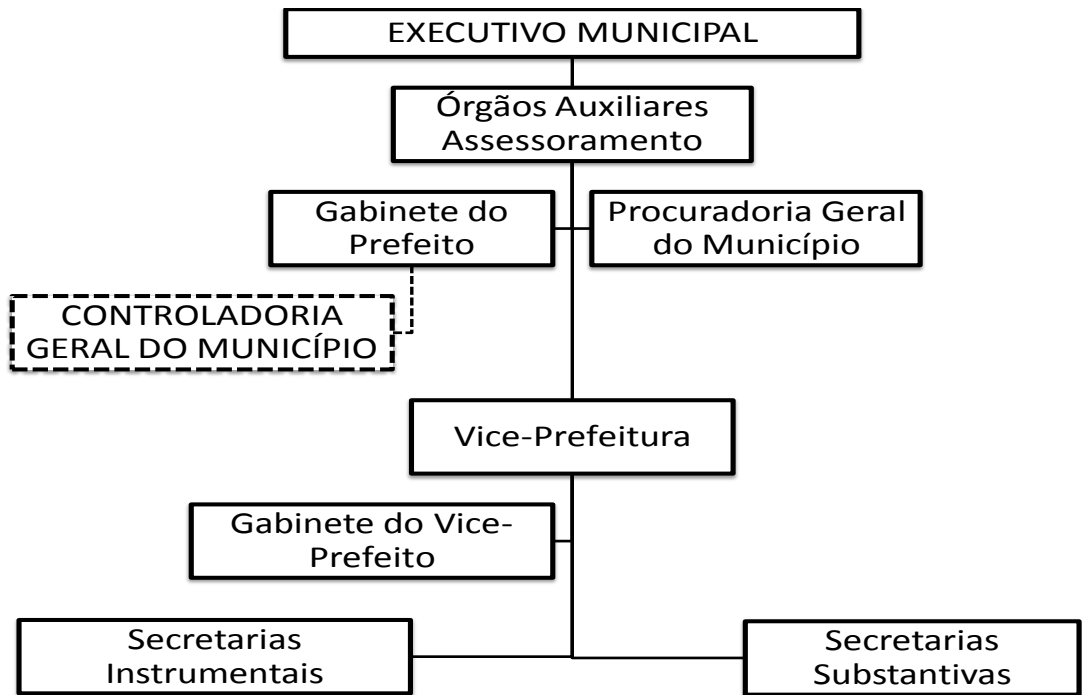 EXECUTIVO MUNICIPAL
Órgãos Auxiliares
Assessoramento
Gabinete do
Prefeito
Procuradoria Geral
do Município
CONTROLADORIA
GERAL DO MUNICÍPIO
Vice-Prefeitura
Gabinete do Vice-
Prefeito
Secretarias
Instrumentais
Secretarias
Substantivas